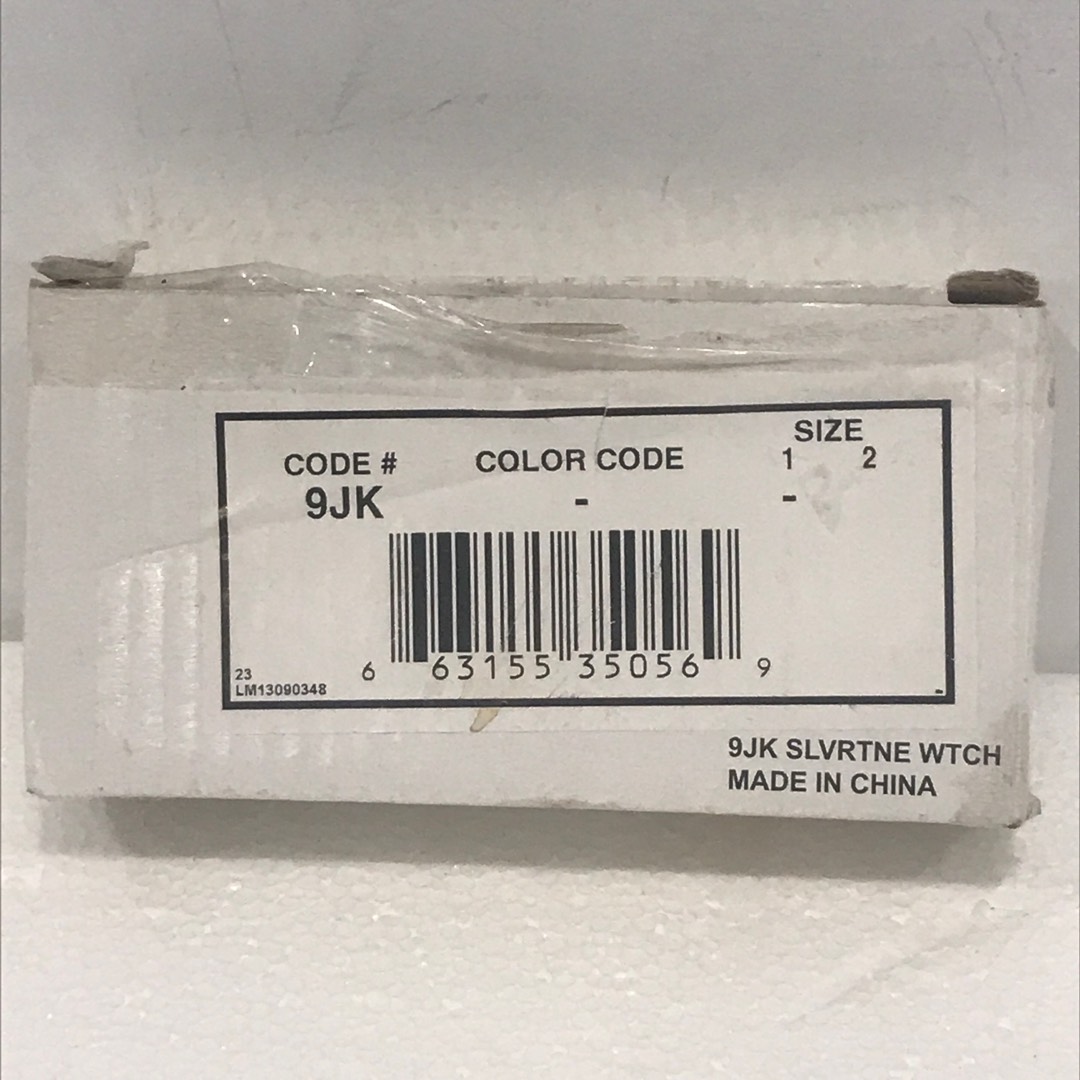 SIZE
CODE # COLOR CODE 1 2
9JK - -
6 63155 35056 9
23
LM13090348
9JK SLVRTNE WTCH
MADE IN CHINA